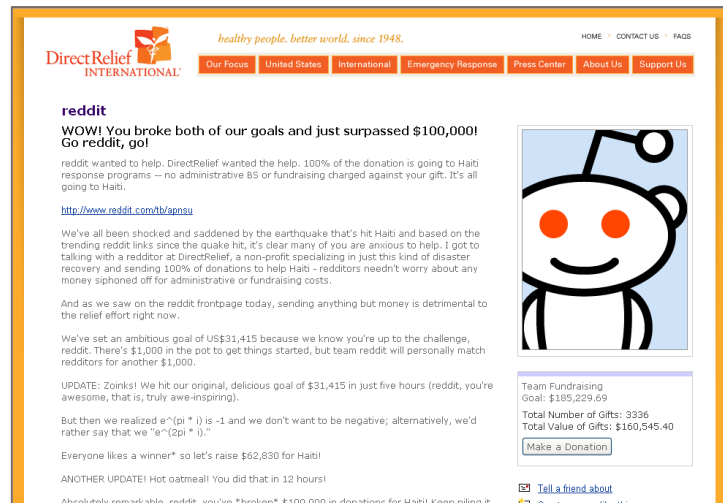 healthy people. better world. since 1948.
HOME CONTACT US FAQS
DirectRelief
INTERNATIONAL
Our Focus United States International Emergency Response Press Center About Us Support Us
reddit
WOW! You broke both of our goals and just surpassed $100,000!
Go reddit, go!
reddit wanted to help. DirectRelief wanted the help. 100% of the donation is going to Haiti
response programs -- no administrative BS or fundraising charged against your gift. It's all
going to Haiti.
http://www.reddit.com/tb/apnsu
We've all been shocked and saddened by the earthquake that's hit Haiti and based on the
trending reddit links since the quake hit, it's clear many of you are anxious to help. I got to
talking with a redditor at DirectRelief, a non-profit specializing in just this kind of disaster
recovery and sending 100% of donations to help Haiti - redditors needn't worry about any
money siphoned off for administrative or fundraising costs.
And as we saw on the reddit frontpage today, sending anything but money is detrimental to
the relief effort right now.
We've set an ambitious goal of US$31,415 because we know you're up to the challenge,
reddit. There's $1,000 in the pot to get things started, but team reddit will personally match
redditors for another $1,000.
UPDATE: Zoinks! We hit our original, delicious goal of $31,415 in just five hours (reddit, you're
awesome, that is, truly awe-inspiring).
But then we realized e^(pi * i) is -1 and we don't want to be negative; alternatively, we'd
rather say that we "e^(2pi * i)."
Everyone likes a winner* so let's raise $62,830 for Haiti!
ANOTHER UPDATE! Hot oatmeal! You did that in 12 hours!
Absolutely remarkable, reddit, you've *broken* $100,000 in donations for Haiti! Keep piling it
Team Fundraising
Goal: $185,229.69
Total Number of Gifts: 3336
Total Value of Gifts: $160,545.40
Make a Donation
Tell a friend about